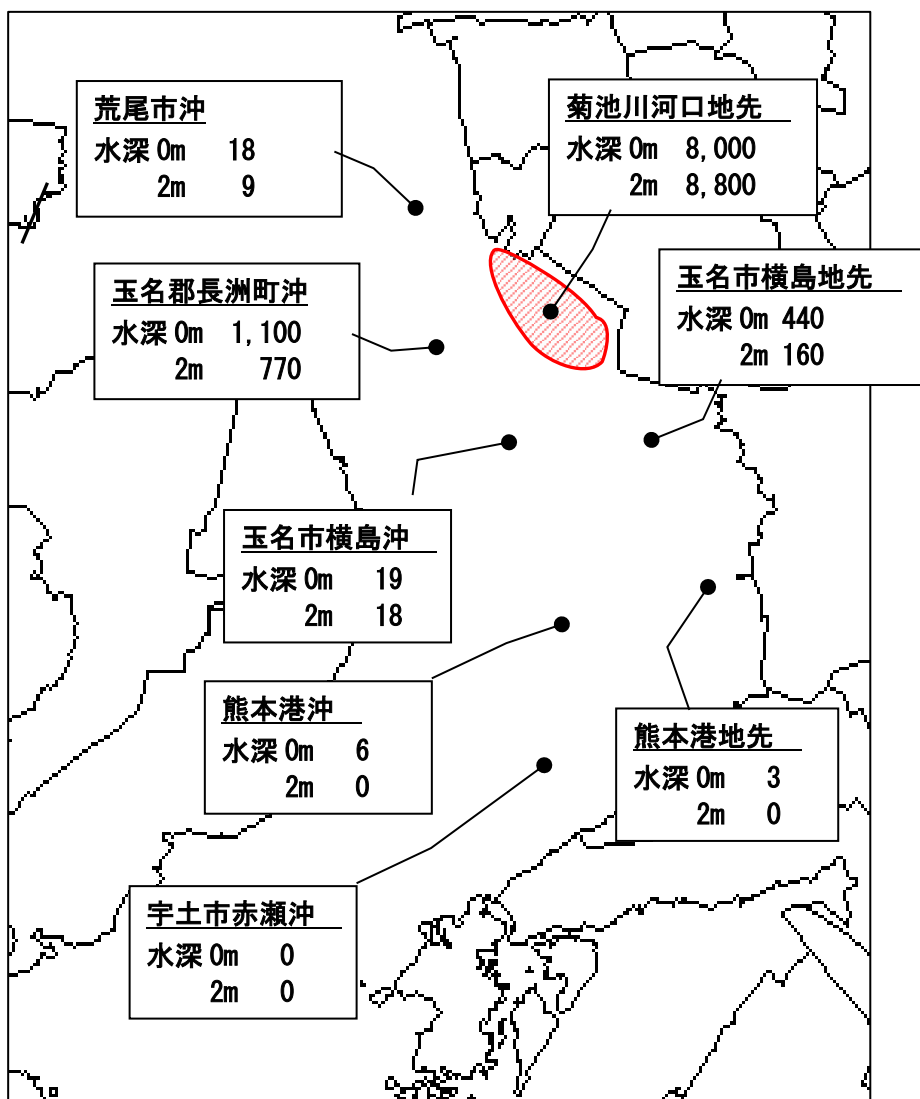 荒尾市沖
水深 0m 18
2m 9
菊池川河口地先
水深 0m 8,000
2m 8,800
玉名郡長洲町沖
水深 0m 1,100
2m 770
玉名市横島地先
水深 0m 440
2m 160
玉名市横島沖
水深 0m 19
2m 18
熊本港沖
水深 0m 6
2m 0
熊本港地先
水深 0m 3
2m 0
宇土市赤瀬沖
水深 0m 0
2m 0